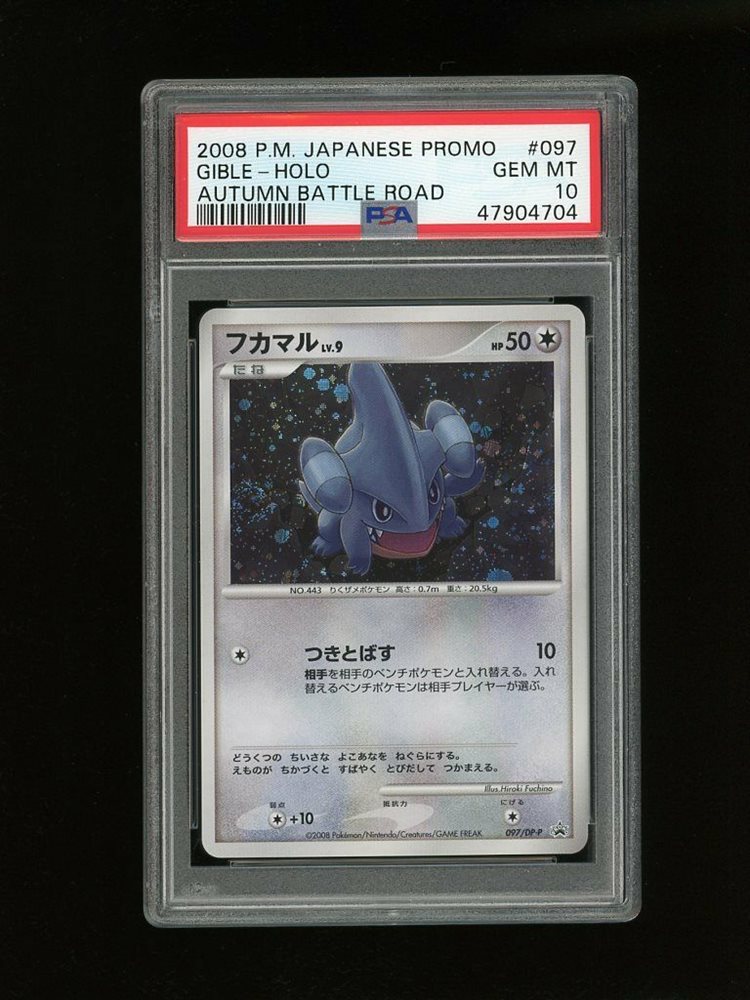 2008 P.M. JAPANESE PROMO #097
GIBLE - HOLO GEM MT
AUTUMN BATTLE ROAD 10
PSA 47904704
フカマル LV.9 HP 50
たね
NO.443 りくザメポケモン 高さ:0.7m 重さ:20.5kg
つきとばす 10
相手を相手のベンチポケモンと入れ替える。入れ
替えるベンチポケモンは相手プレイヤーが選ぶ。
どうくつの ちいさな よこあなを ねぐらにする。
えものが ちかづくと すばやく とびだして つかまえる。
Illus.Hiroki Fuchino
弱点 抵抗力 にげる
+10
©2008 Pokémon/Nintendo/Creatures/GAME FREAK 097/DP-P